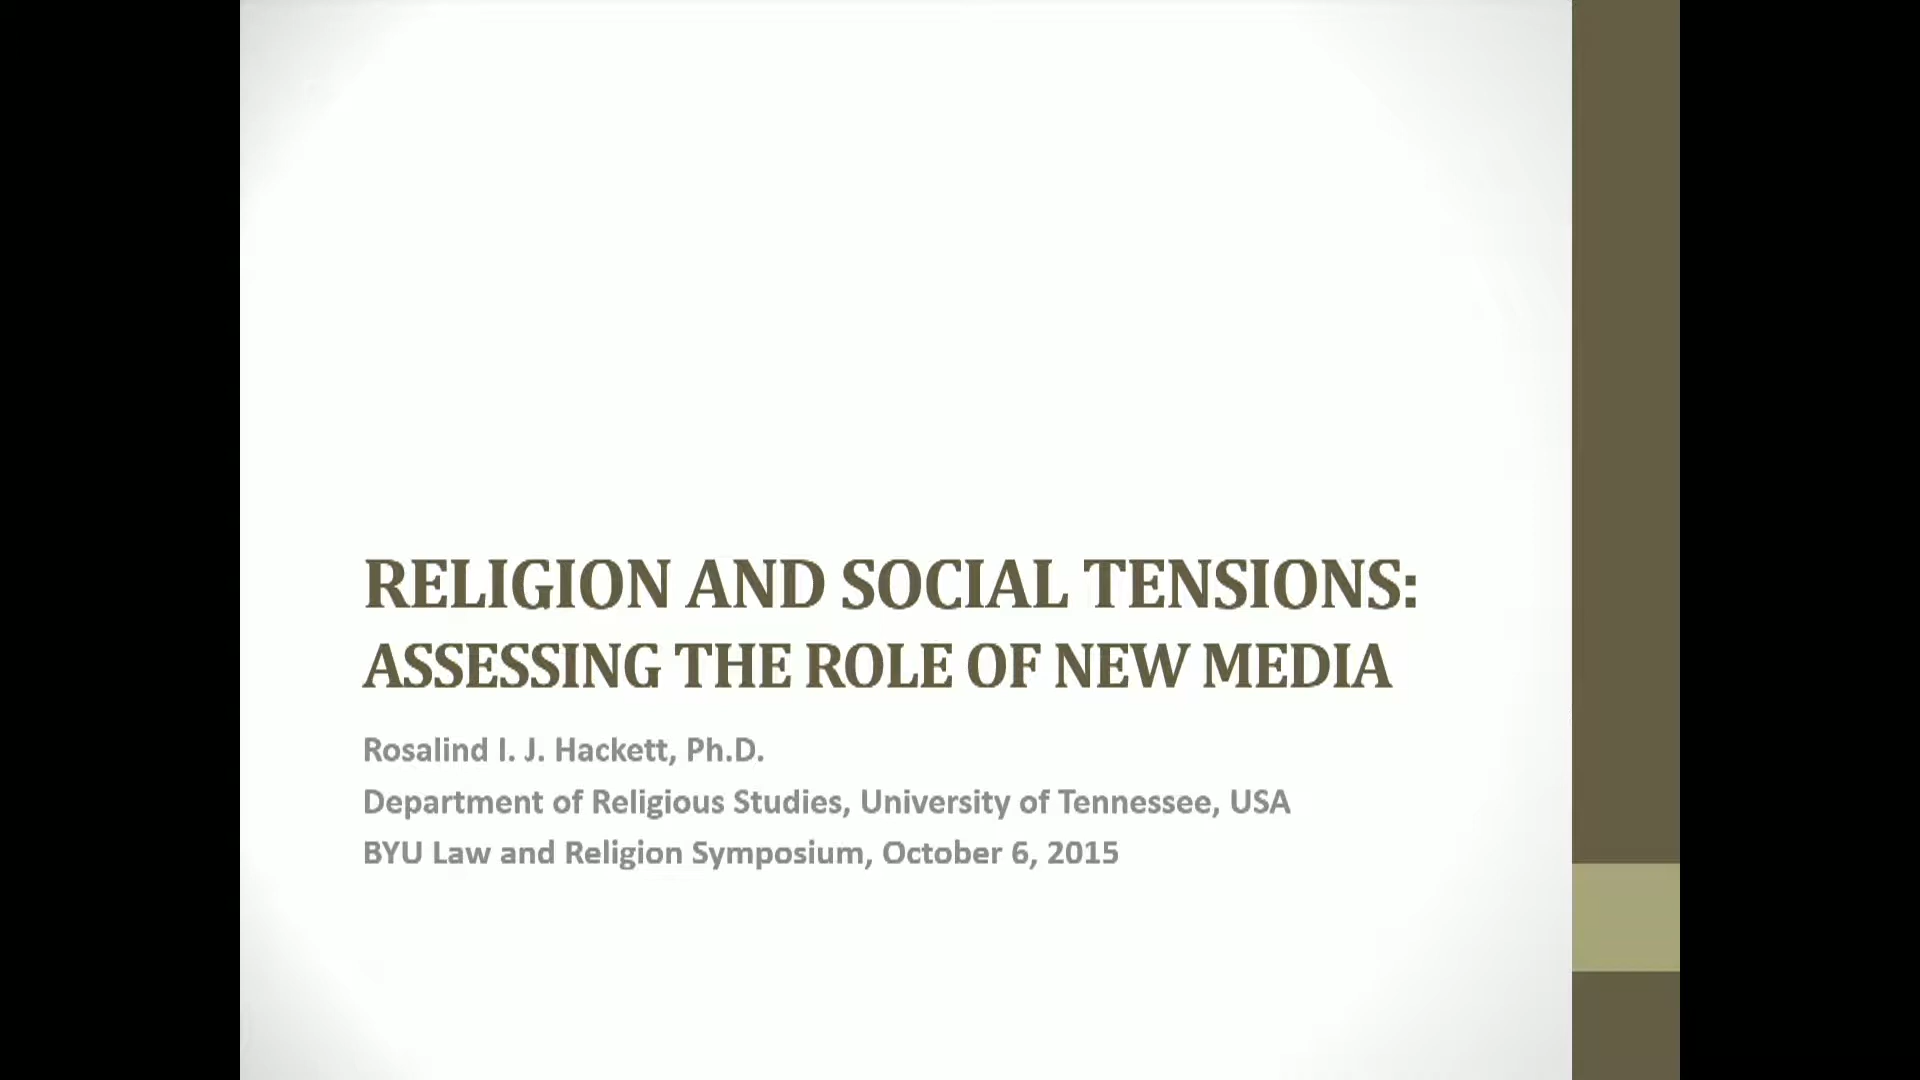 RELIGION AND SOCIAL TENSIONS:
ASSESSING THE ROLE OF NEW MEDIA
Rosalind I. J. Hackett, Ph.D.
Department of Religious Studies, University of Tennessee, USA
BYU Law and Religion Symposium, October 6, 2015